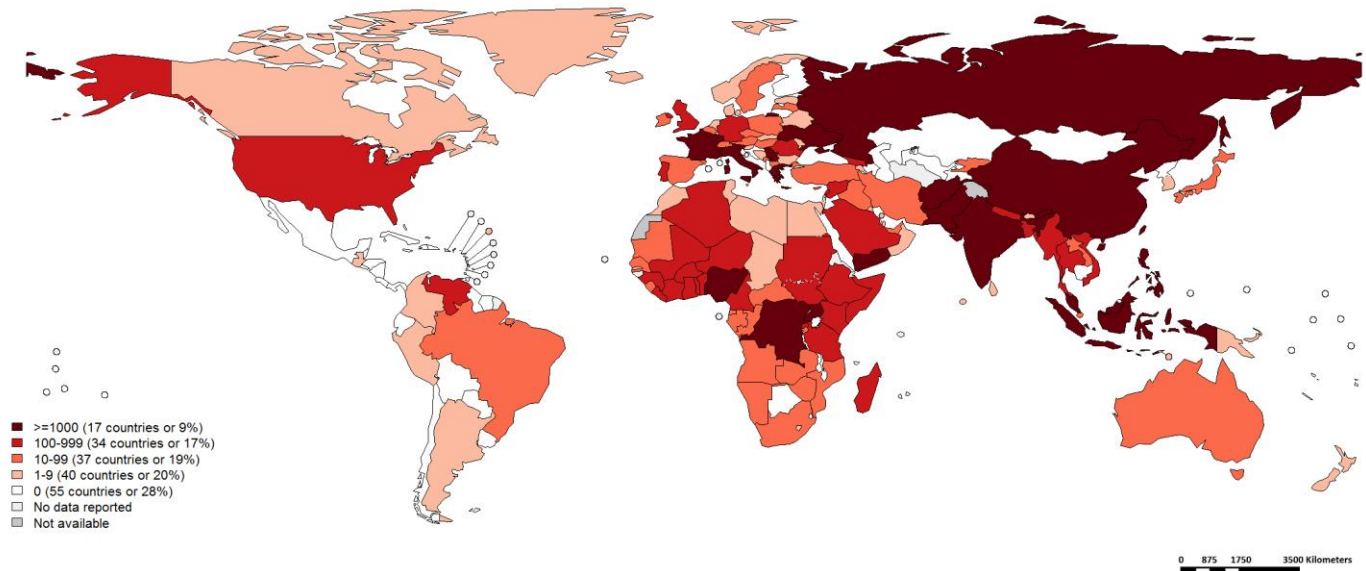 >=1000 (17 countries or 9%)
100-999 (34 countries or 17%)
10-99 (37 countries or 19%)
1-9 (40 countries or 20%)
0 (55 countries or 28%)
No data reported
Not available
0 875 1750 3500 Kilometers